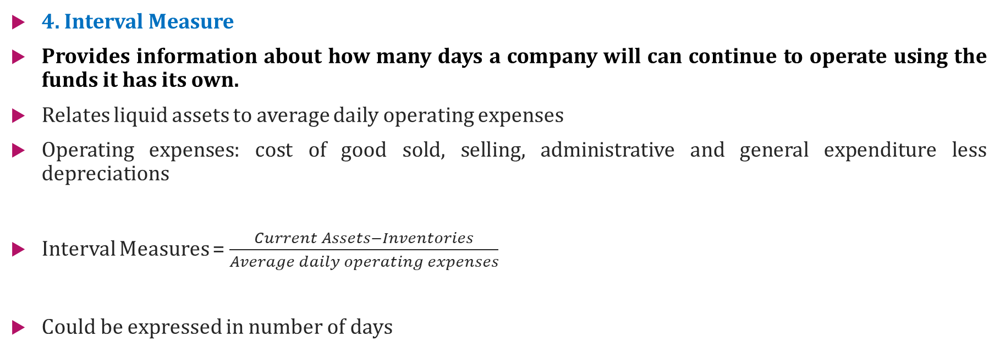 4. Interval Measure
Provides information about how many days a company will can continue to operate using the
funds it has its own.
Relates liquid assets to average daily operating expenses
Operating expenses: cost of good sold, selling, administrative and general expenditure less
depreciations
Interval Measures = Current Assets−Inventories
Average daily operating expenses
Could be expressed in number of days